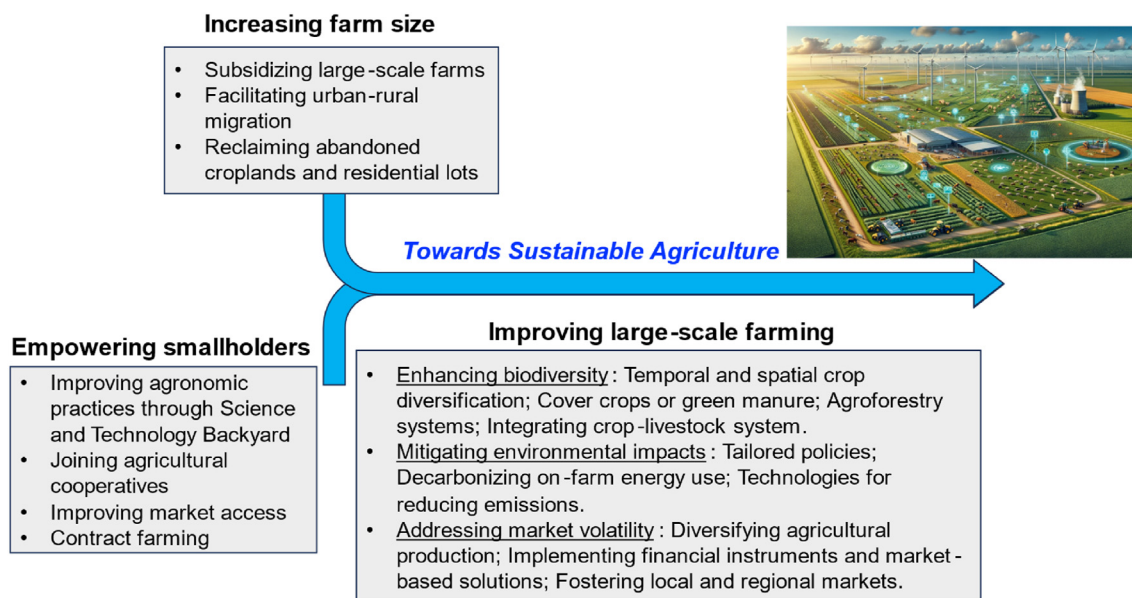 Increasing farm size
• Subsidizing large-scale farms
• Facilitating urban-rural
migration
• Reclaiming abandoned
croplands and residential lots
Towards Sustainable Agriculture
Empowering smallholders
• Improving agronomic
practices through Science
and Technology Backyard
• Joining agricultural
cooperatives
• Improving market access
• Contract farming
Improving large-scale farming
• Enhancing biodiversity: Temporal and spatial crop
diversification; Cover crops or green manure; Agroforestry
systems; Integrating crop-livestock system.
• Mitigating environmental impacts: Tailored policies;
Decarbonizing on-farm energy use; Technologies for
reducing emissions.
• Addressing market volatility: Diversifying agricultural
production; Implementing financial instruments and market-
based solutions; Fostering local and regional markets.